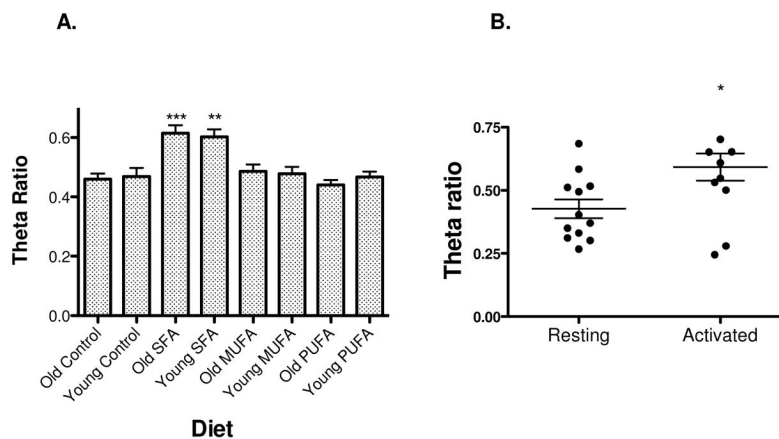 A.
Theta Ratio
0.6
0.4
0.2
0.0
***
**
Old Control
Young Control
Old SFA
Young SFA
Old MUFA
Young MUFA
Old PUFA
Young PUFA
Diet
B.
Theta ratio
0.75
0.50
0.25
0.00
*
Resting
Activated